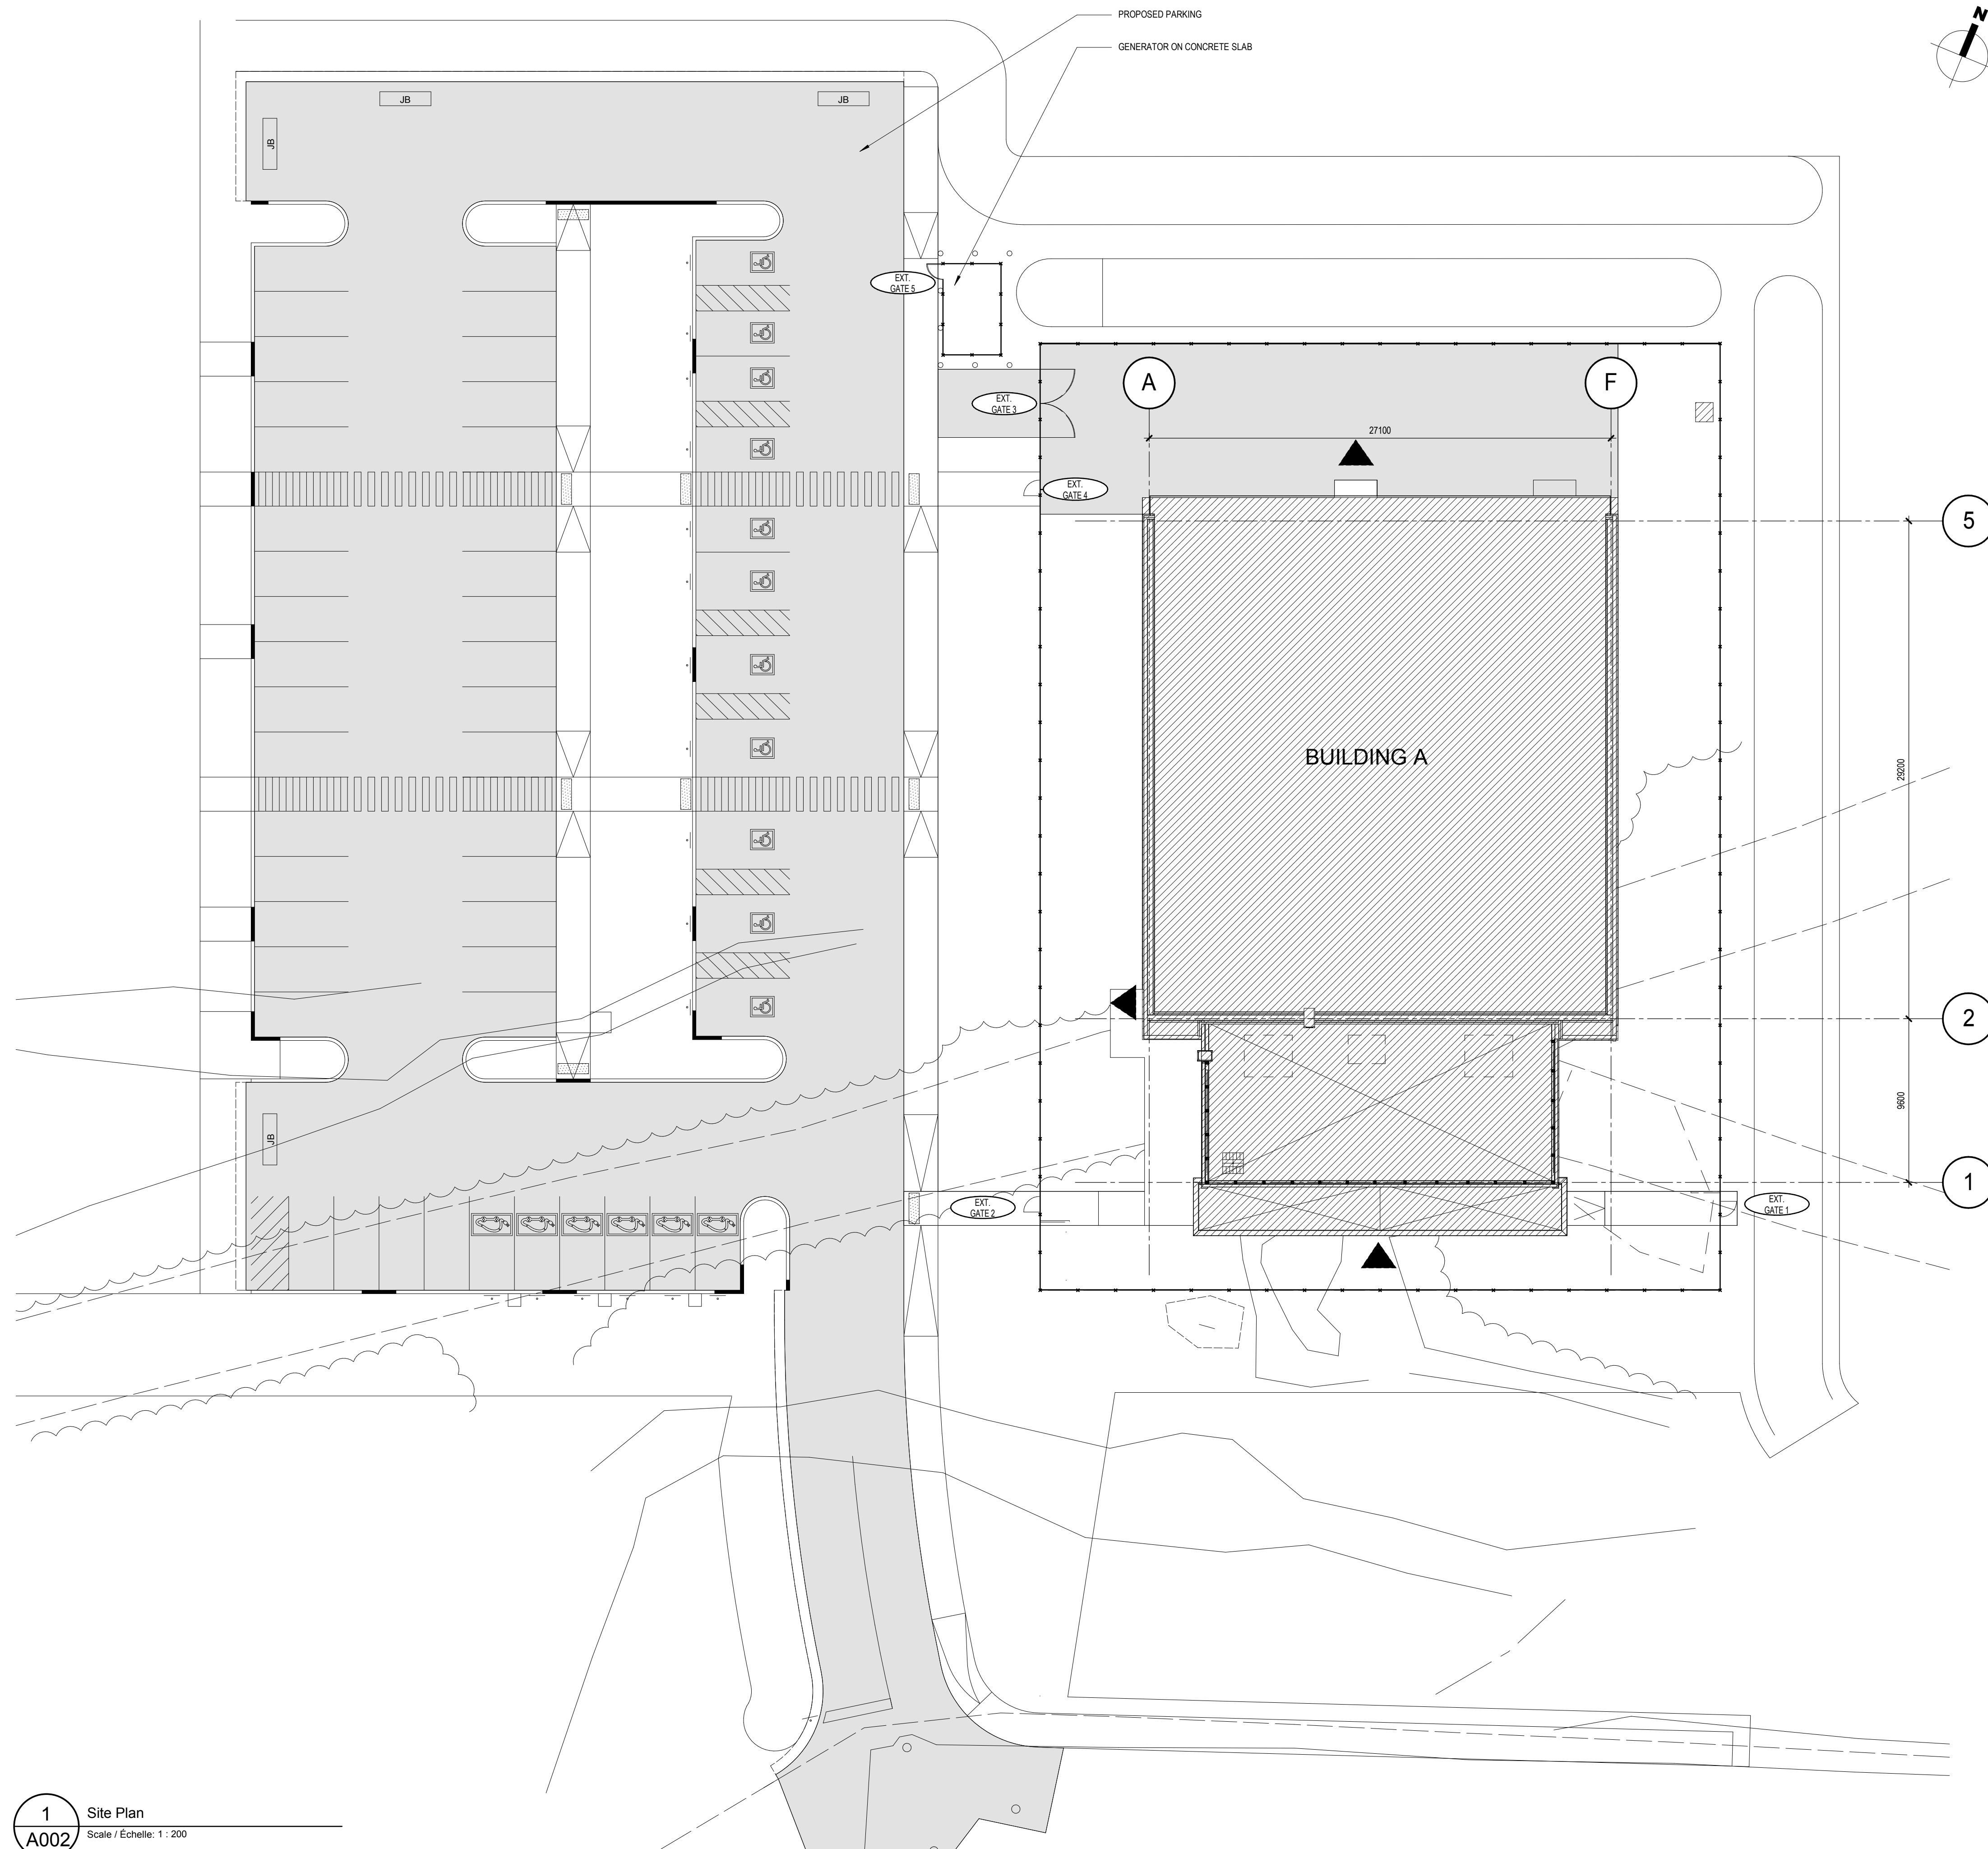 PROPOSED PARKING
GENERATOR ON CONCRETE SLAB
N
JB
JB
JB
EXT.
GATE 5
A
F
EXT.
GATE 3
27100
EXT.
GATE 4
5
BUILDING A
29200
2
9600
JB
1
EXT.
GATE 2
EXT.
GATE 1
1
A002
Site Plan
Scale / Échelle: 1 : 200